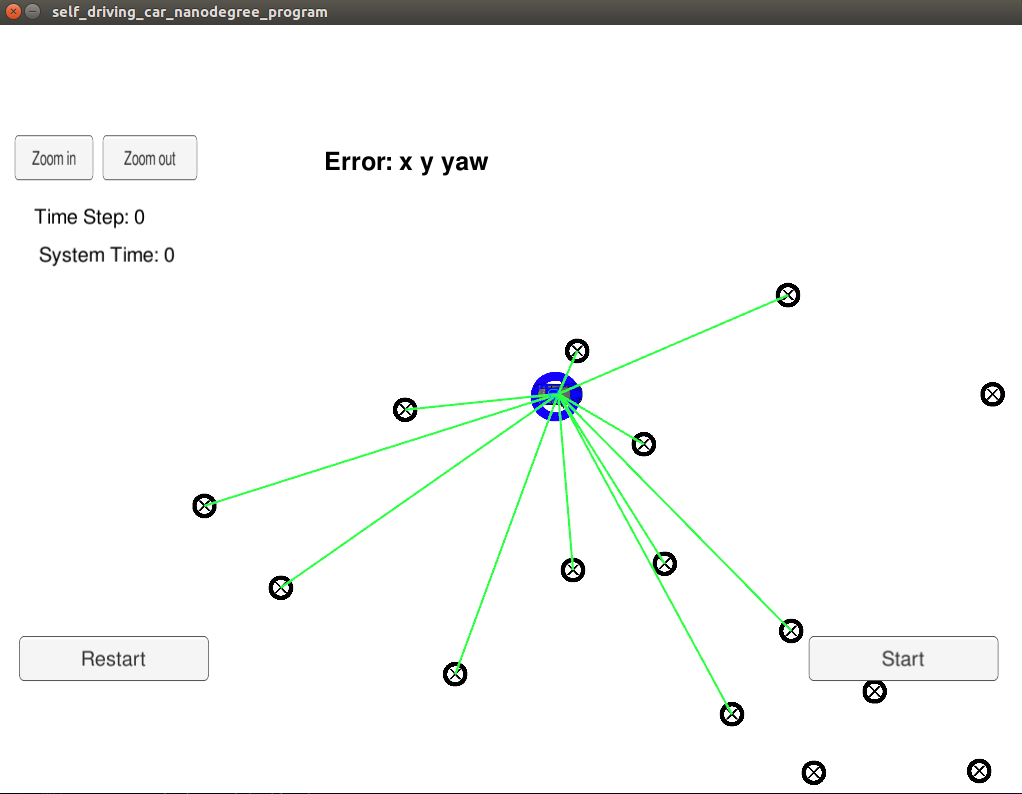 self_driving_car_nanodegree_program
Zoom in
Zoom out
Error: x y yaw
Time Step: 0
System Time: 0
Restart
Start